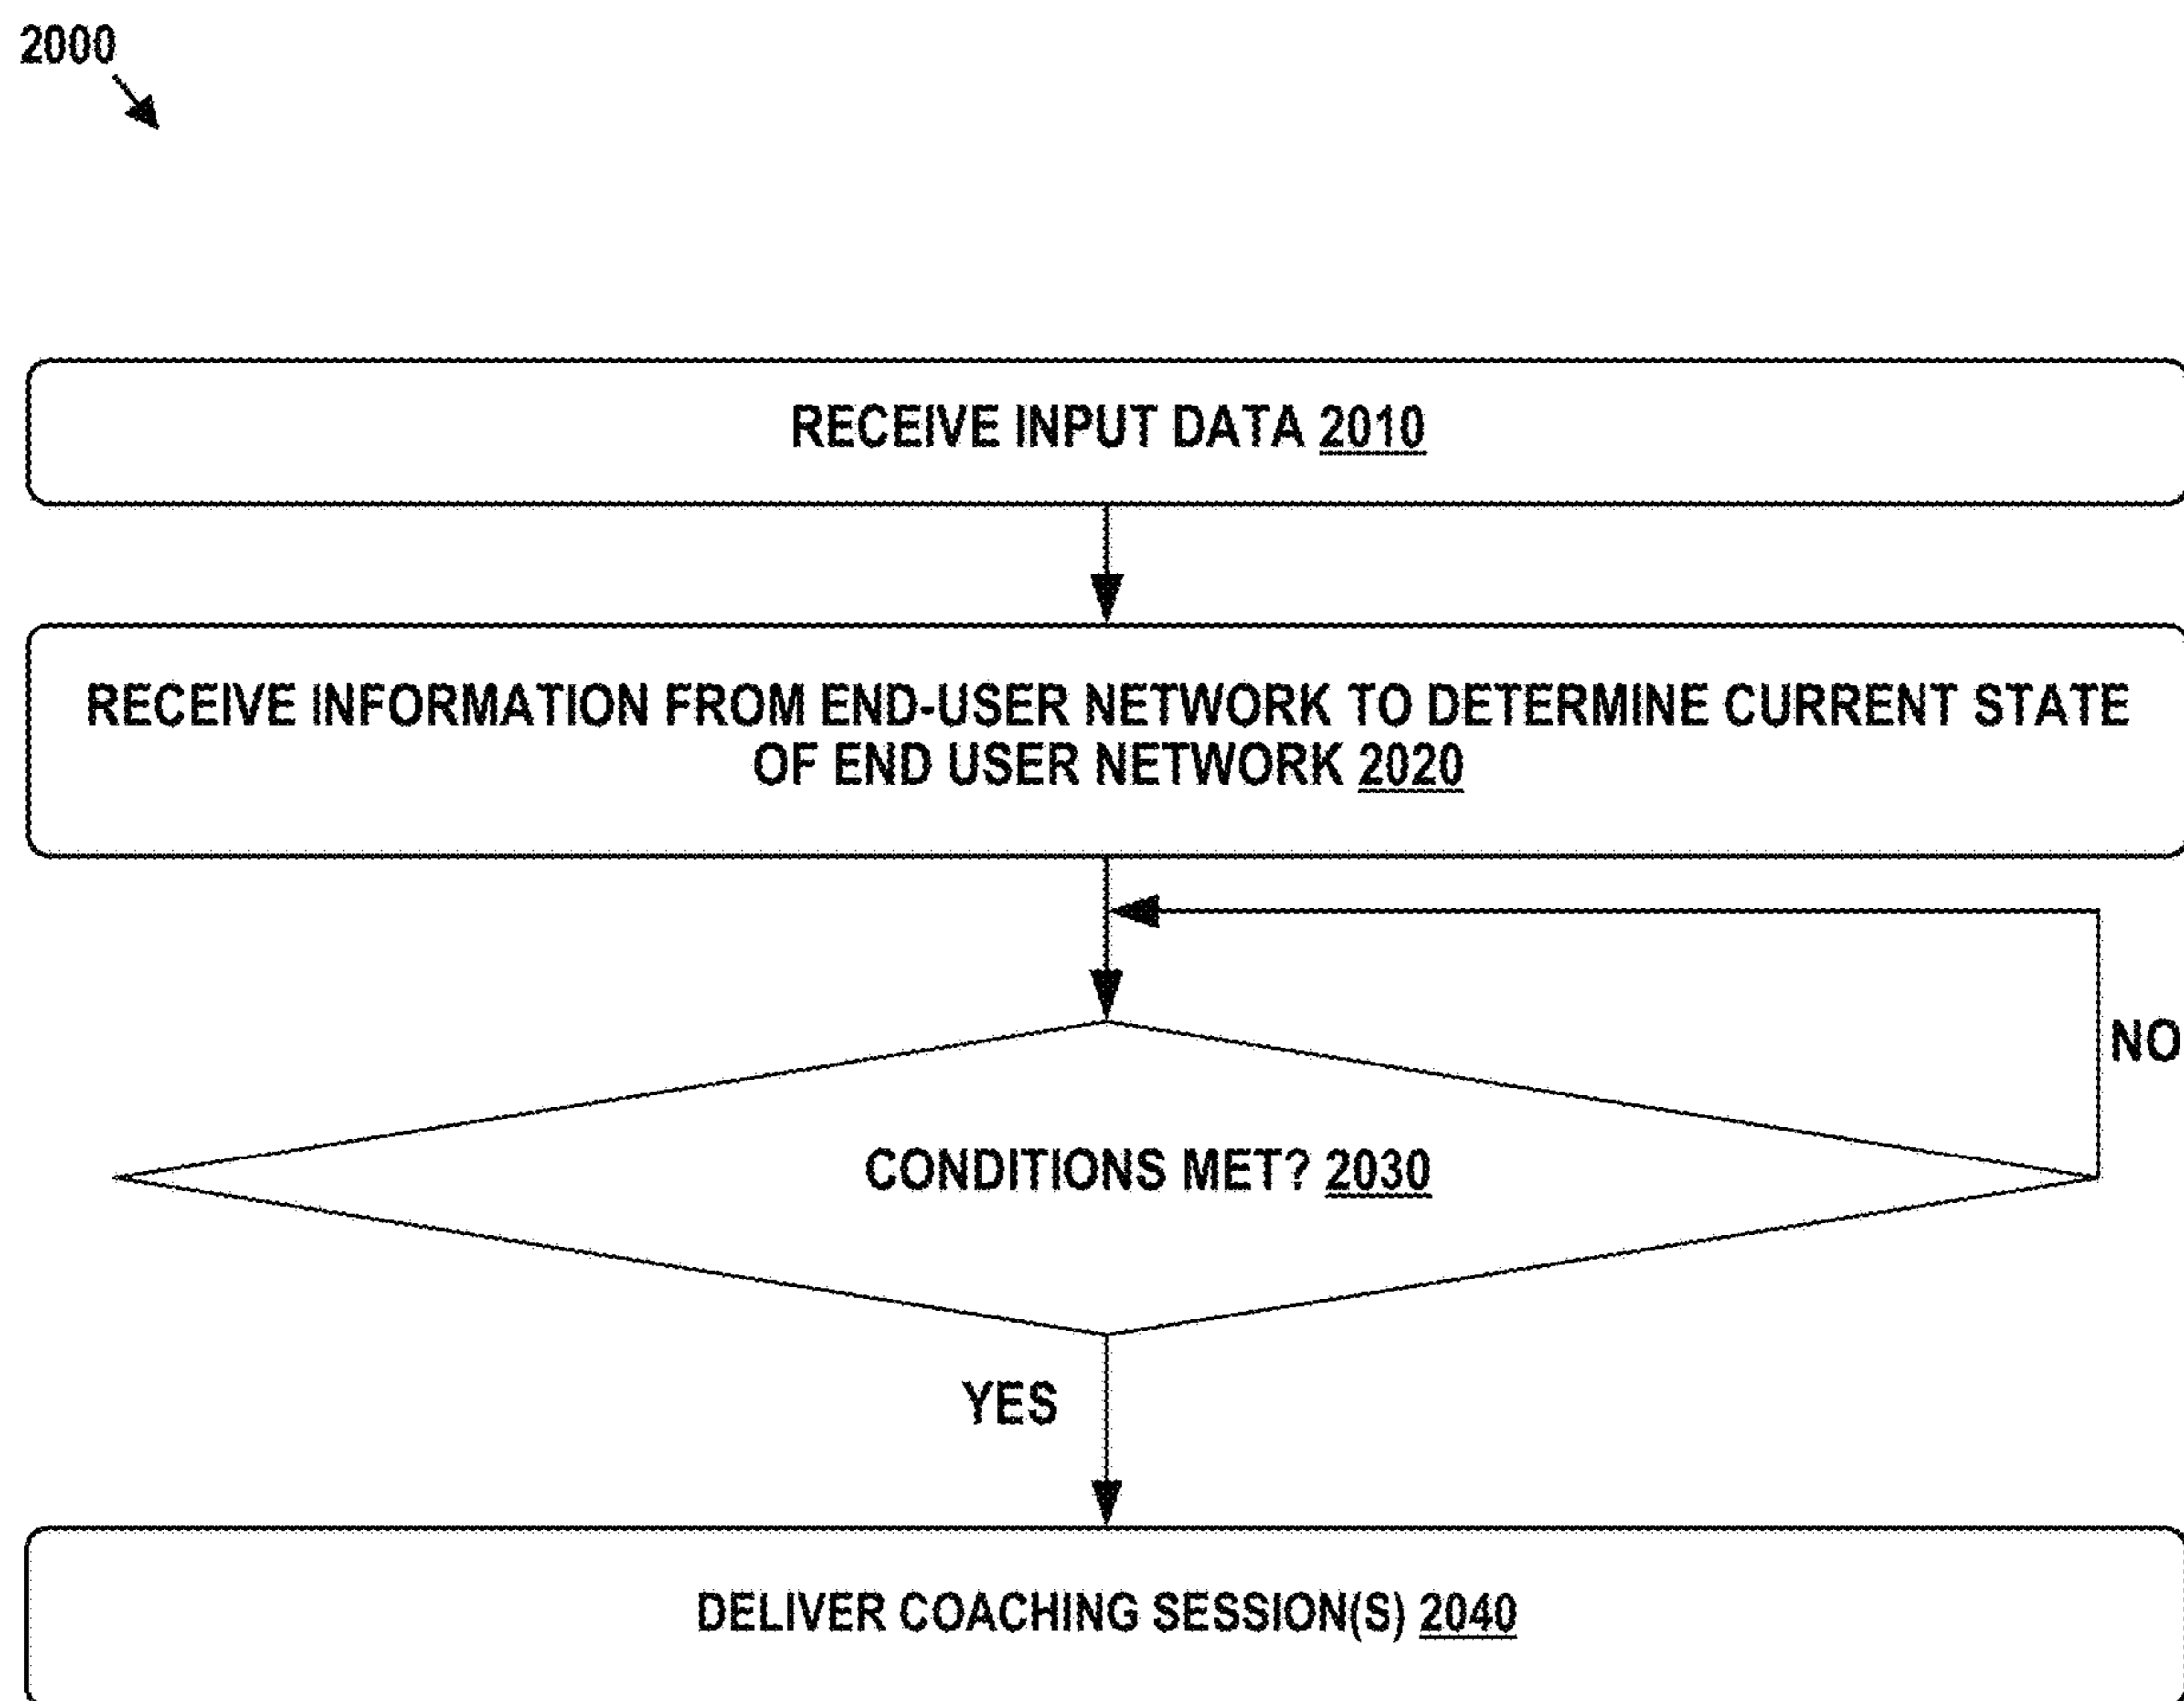 2000
RECEIVE INPUT DATA 2010
RECEIVE INFORMATION FROM END-USER NETWORK TO DETERMINE CURRENT STATE
OF END USER NETWORK 2020
NO
CONDITIONS MET? 2030
YES
DELIVER COACHING SESSION(S) 2040